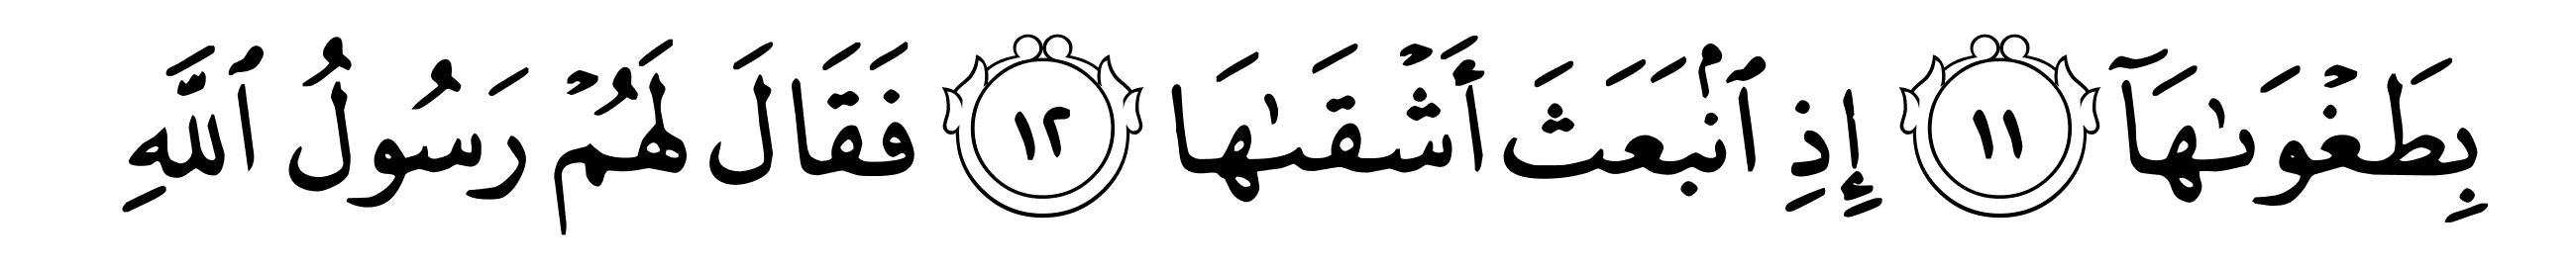 بِطَغْوَىٰهَآ ١١ إِذِ ٱنۢبَعَثَ أَشْقَىٰهَا ١٢ فَقَالَ لَهُمْ رَسُولُ ٱللَّهِ